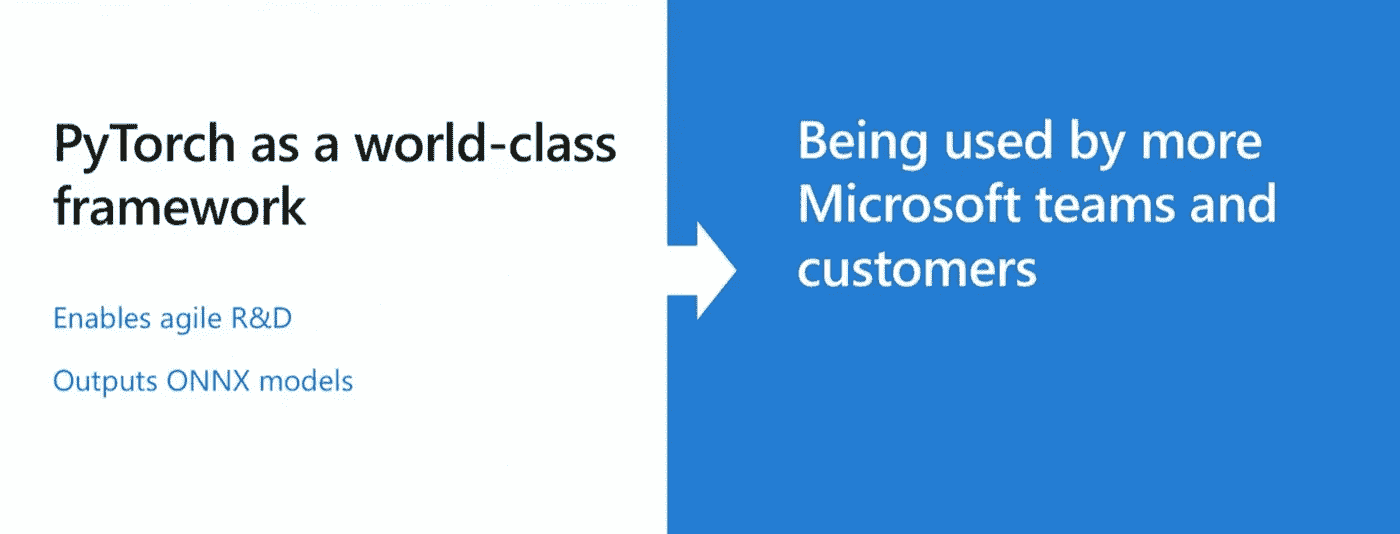 PyTorch as a world-class
framework
Enables agile R&D
Outputs ONNX models
Being used by more
Microsoft teams and
customers